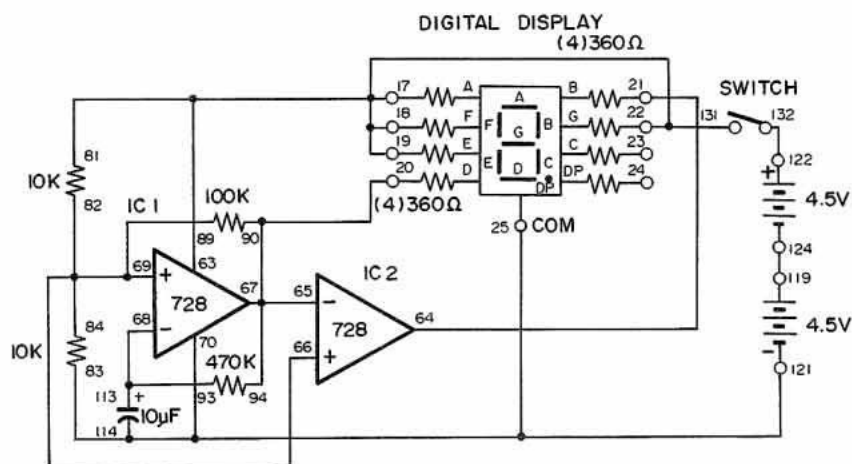 DIGITAL DISPLAY
(4)360Ω
17 A A B 21 SWITCH
18 F F G B G 22 131 132
19 E E D C C 23
20 D DP DP 24
122
+
4.5V
124
119
4.5V
-
121
81
10K
82
IC 1
100K
89 90
(4)360Ω
25 COM
63
69 +
728
67
68 -
70
IC 2
65 -
728
64
66 +
84
10K
83
470K
93 94
113 +
10μF
114